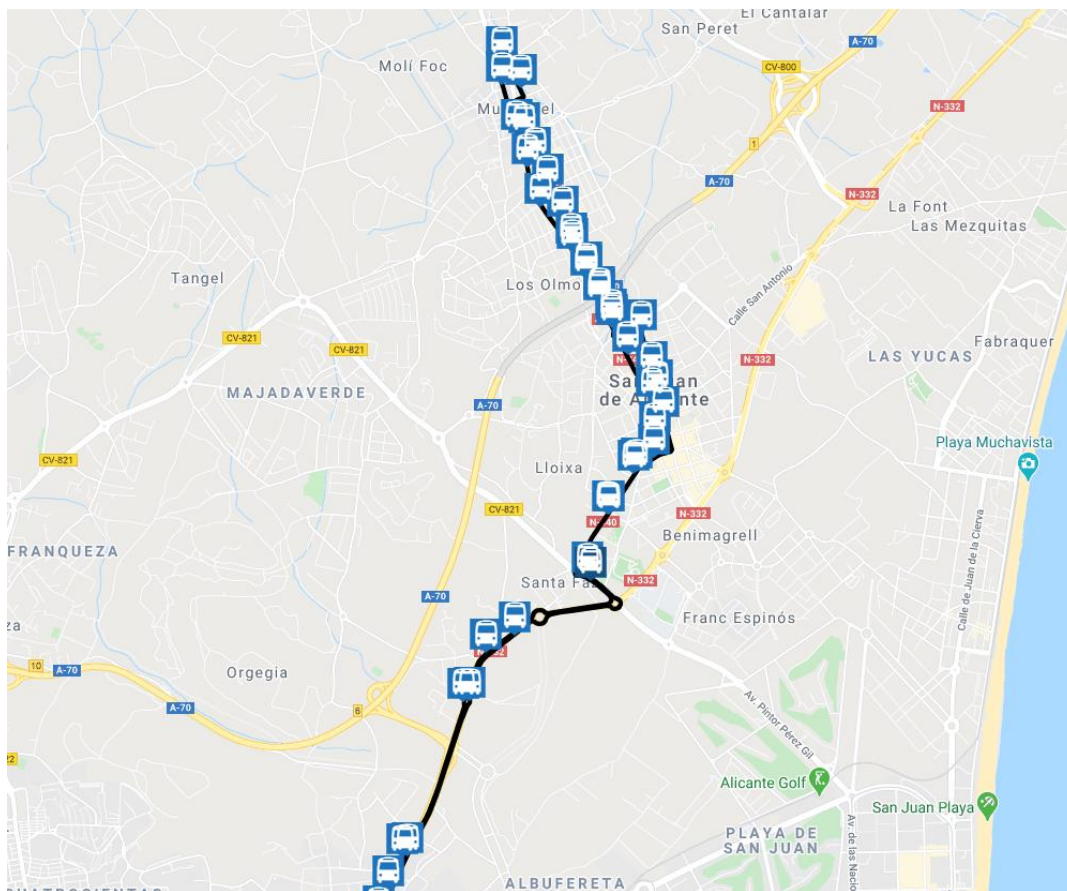 El Cantalar
San Peret
A-70
Molí Foc
CV-800
N-332
1
A-70
N-332
La Font
Las Mezquitas
Tangel
Los Olmo
Calle San Antonio
CV-821
CV-821
N-332
LAS YUCAS
Fabraquer
MAJADAVERDE
A-70
de A
ante
Playa Muchavista
CV-821
Lloixa
N-332
CV-821
Benimagrell
FRANQUEZA
Santa Fa
N-332
A-70
Calle de Juan de la Cierva
Franc Espinós
za
10
A-70
Orgegia
A-70
6
Av. Pintor Pérez Gil
22
Alicante Golf
San Juan Playa
PLAYA DE
SAN JUAN
Av. de las Nacio
ALBUFERETA